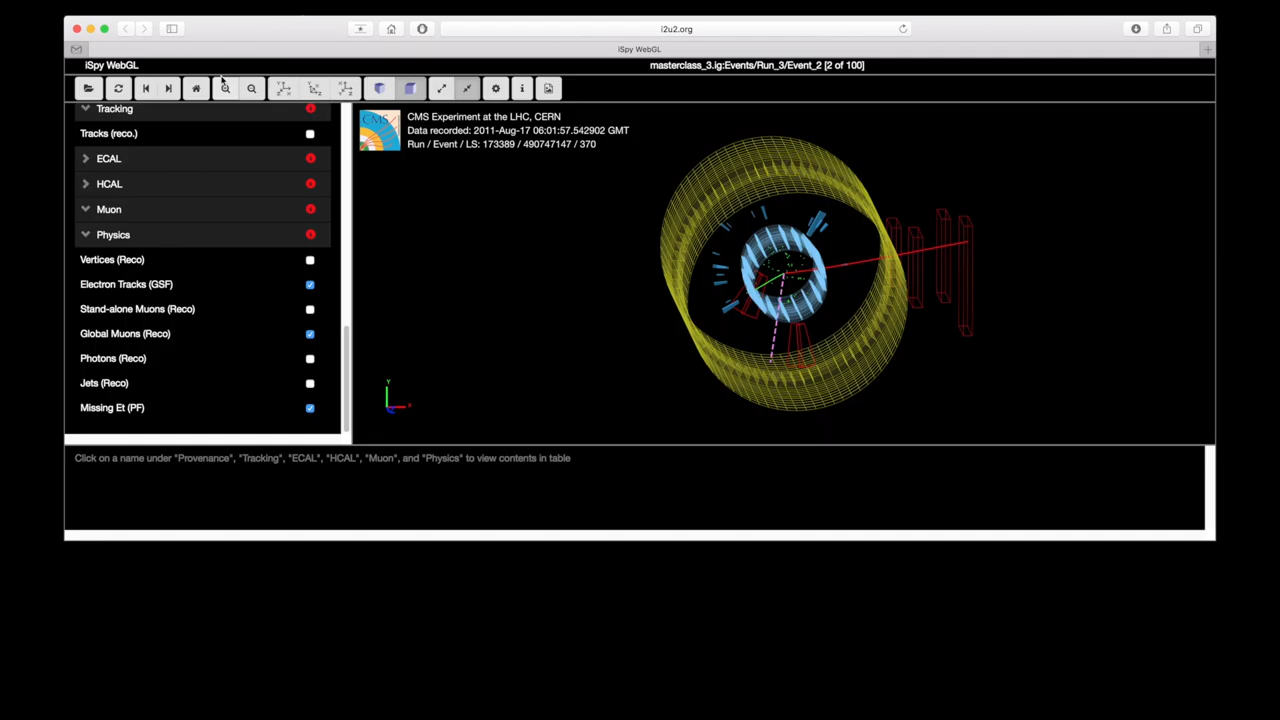 i2u2.org
iSpy WebGL
iSpy WebGL
masterclass_3.ig:Events/Run_3/Event_2 [2 of 100]
Tracking
Tracks (reco.)
ECAL
HCAL
Muon
Physics
Vertices (Reco)
Electron Tracks (GSF)
Stand-alone Muons (Reco)
Global Muons (Reco)
Photons (Reco)
Jets (Reco)
Missing Et (PF)
CMS
CMS Experiment at the LHC, CERN
Data recorded: 2011-Aug-17 06:01:57.542902 GMT
Run / Event / LS: 173389 / 490747147 / 370
Y
X
Click on a name under "Provenance", "Tracking", "ECAL", "HCAL", "Muon", and "Physics" to view contents in table